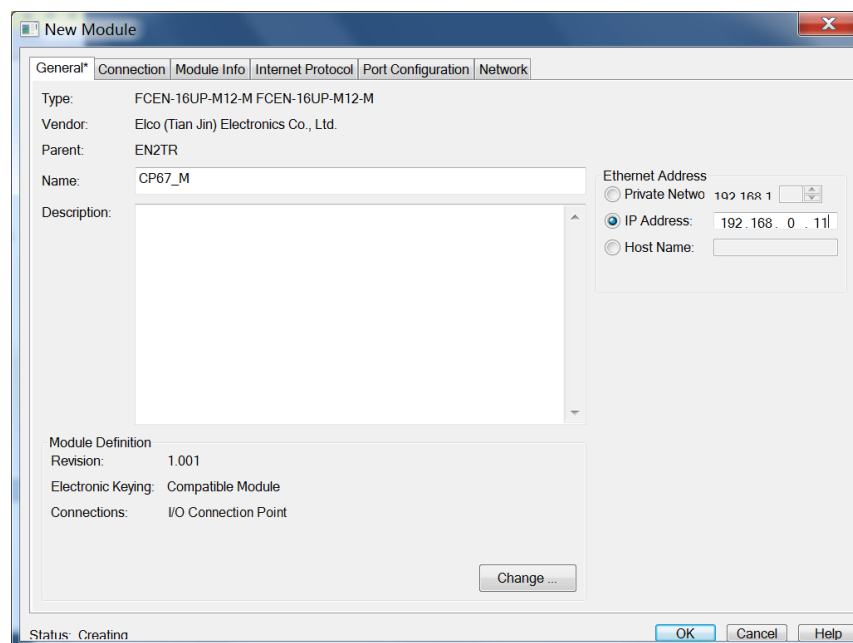 New Module
General* Connection Module Info Internet Protocol Port Configuration Network
Type: FCEN-16UP-M12-M FCEN-16UP-M12-M
Vendor: Elco (Tian Jin) Electronics Co., Ltd.
Parent: EN2TR
Name: CP67_M
Description:
Ethernet Address
Private Netwo 192.168.1
IP Address: 192.168. 0 . 11
Host Name:
Module Definition
Revision: 1.001
Electronic Keying: Compatible Module
Connections: I/O Connection Point
Change ...
Status: Creating
OK Cancel Help